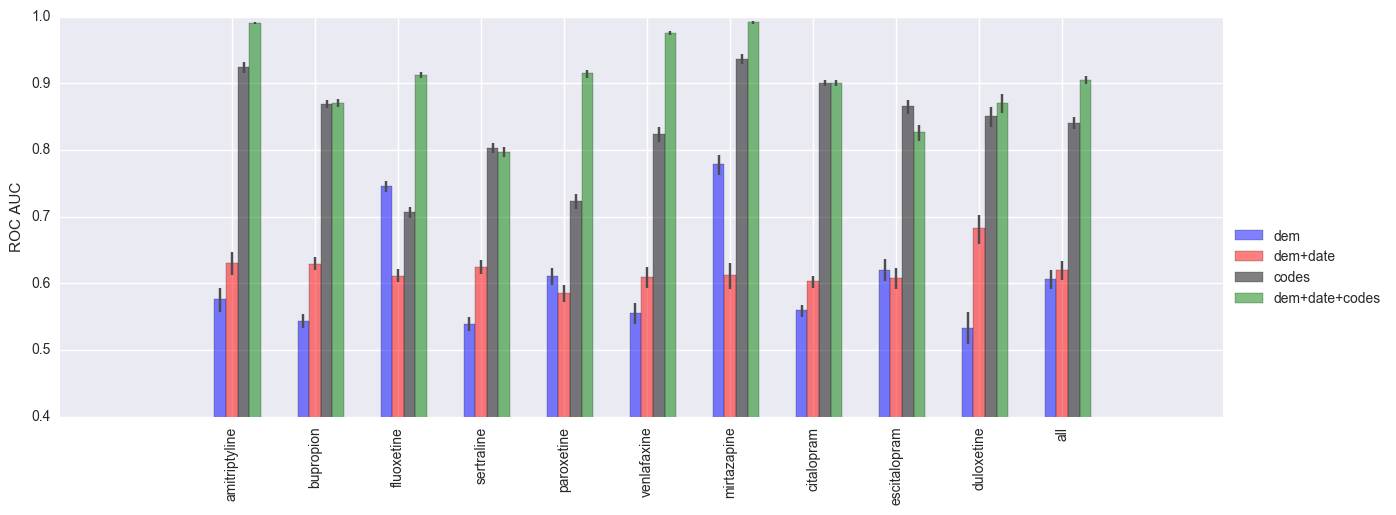 ROC AUC
1.0
0.9
0.8
0.7
0.6
0.5
0.4
amitriptyline
bupropion
fluoxetine
sertraline
paroxetine
venlafaxine
mirtazapine
citalopram
escitalopram
duloxetine
all
dem
dem+date
codes
dem+date+codes